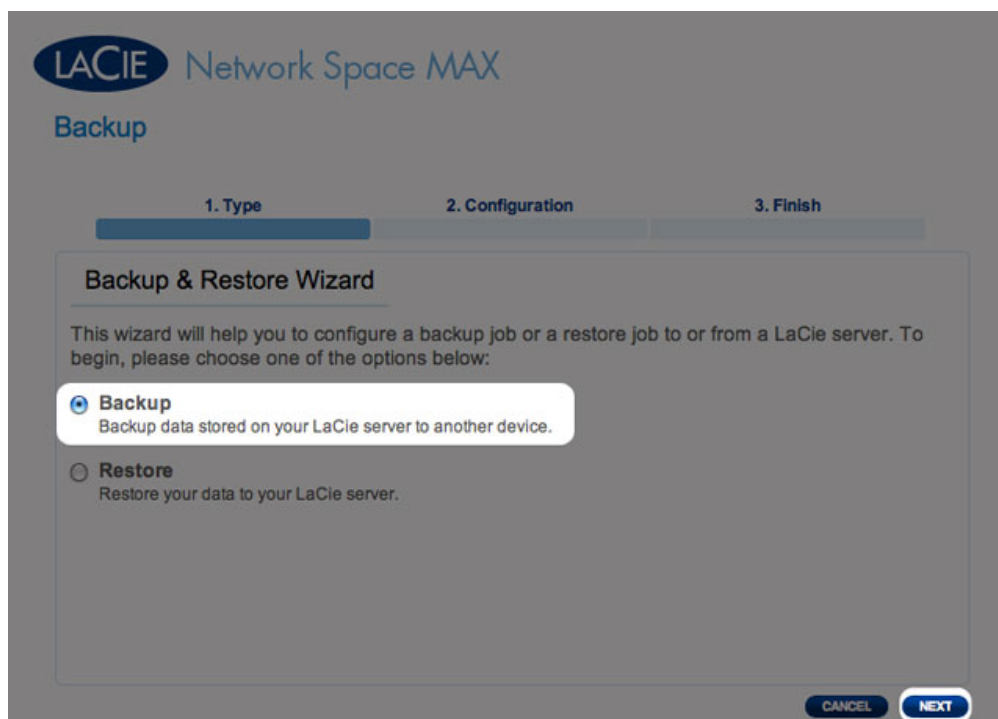 LACIE Network Space MAX
Backup
1. Type 2. Configuration 3. Finish
Backup & Restore Wizard
This wizard will help you to configure a backup job or a restore job to or from a LaCie server. To
begin, please choose one of the options below:
Backup
Backup data stored on your LaCie server to another device.
Restore
Restore your data to your LaCie server.
CANCEL NEXT